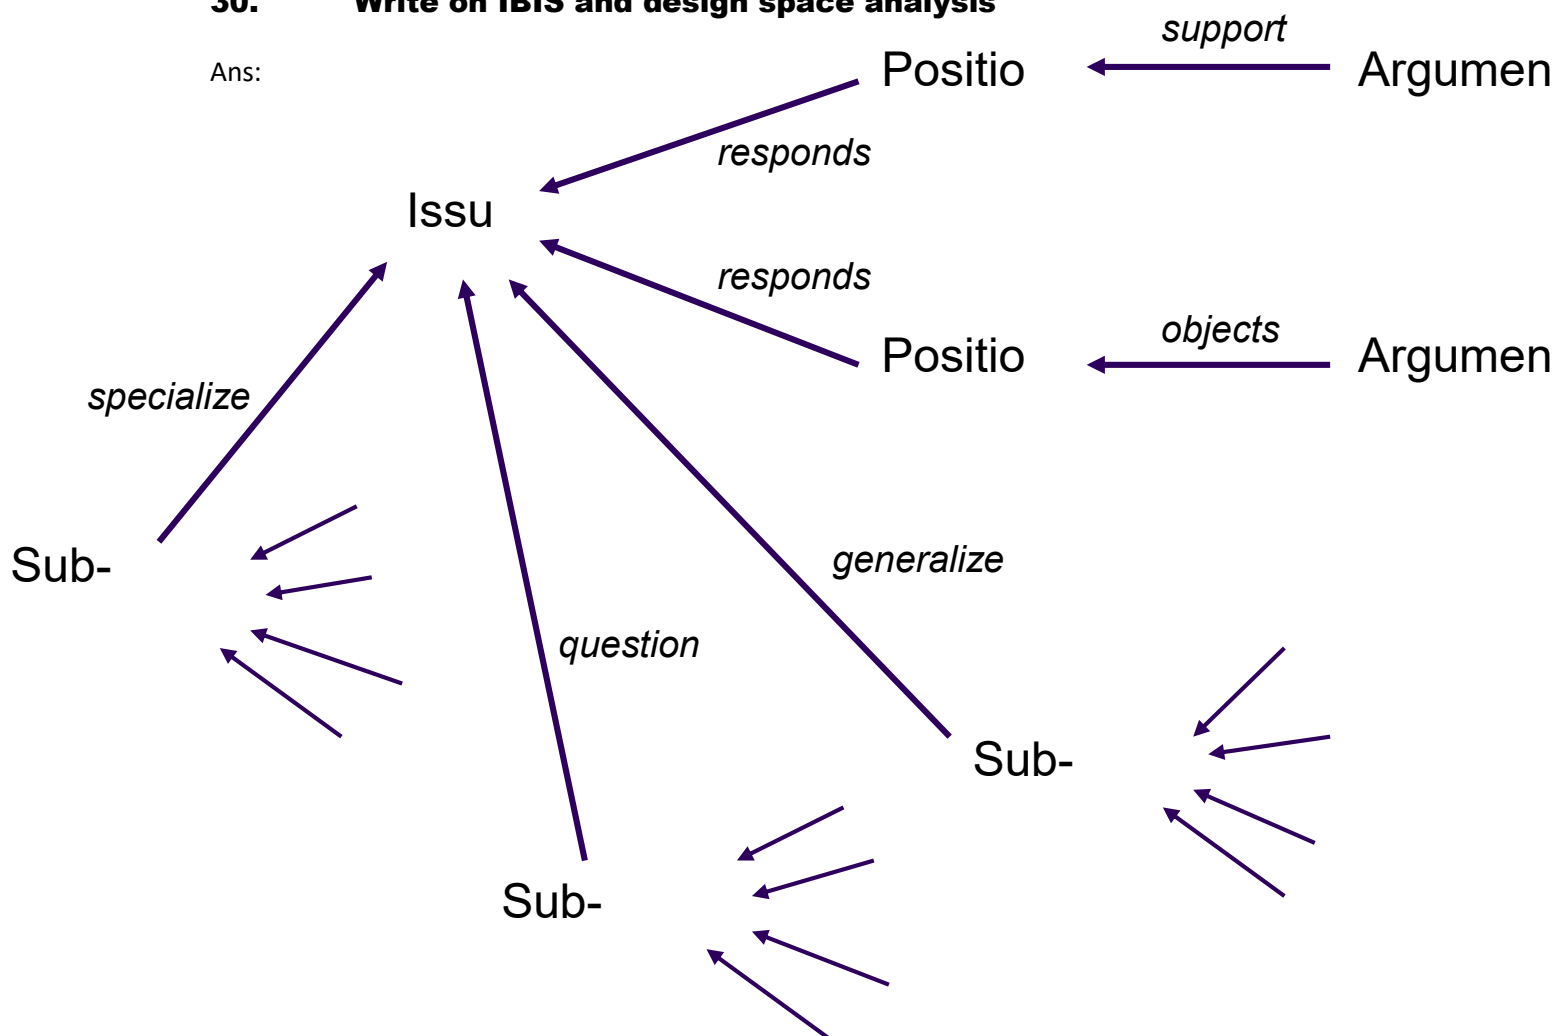 30. Write on IBIS and design space analysis
support
Ans:
Positio
Argumen
responds
Issu
responds
objects
Positio
Argumen
specialize
generalize
Sub-
question
Sub-
Sub-